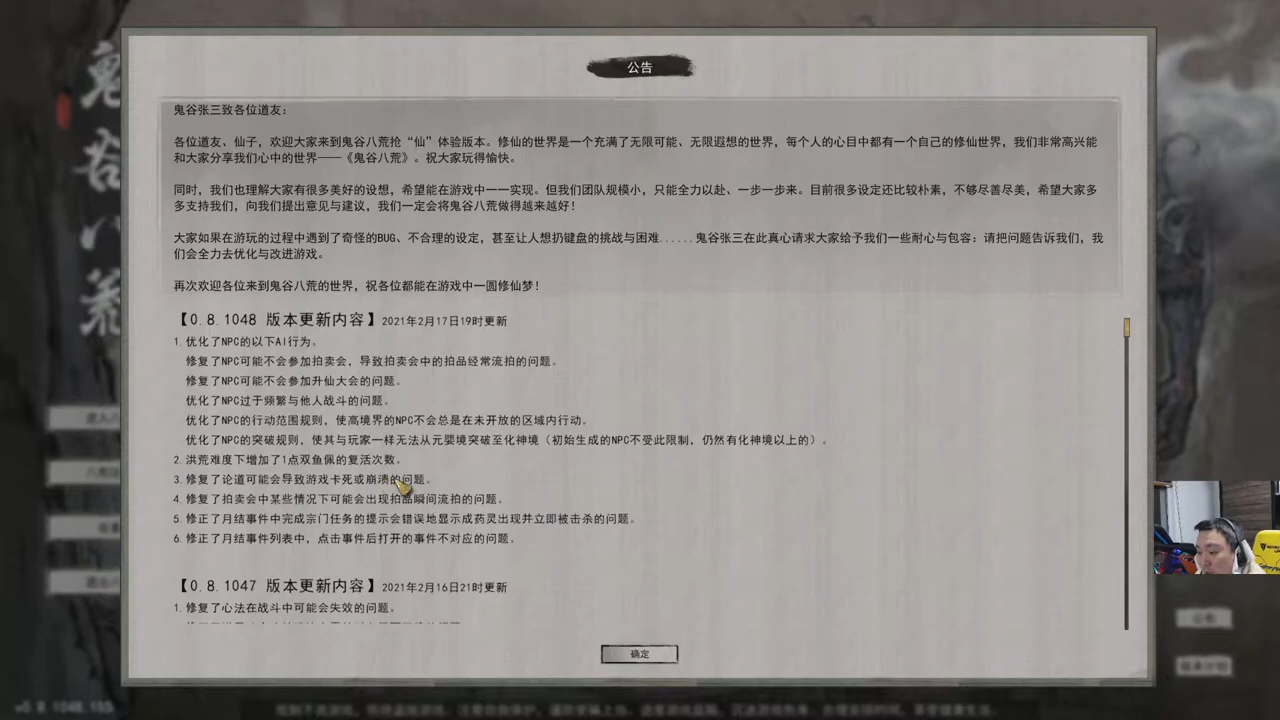 公告
鬼谷张三致各位道友：
各位道友、仙子，欢迎大家来到鬼谷八荒抢“仙”体验版本。修仙的世界是一个充满了无限可能、无限遐想的世界，每个人的心目中都有一个自己的修仙世界，我们非常高兴能
和大家分享我们心中的世界——《鬼谷八荒》。祝大家玩得愉快。
同时，我们也理解大家有很多美好的设想，希望能在游戏中一一实现。但我们团队规模小，只能全力以赴、一步一步来。目前很多设定还比较朴素，不够尽善尽美，希望大家多
多支持我们，向我们提出意见与建议，我们一定会将鬼谷八荒做得越来越好！
大家如果在游玩的过程中遇到了奇怪的BUG、不合理的设定，甚至让人想扔键盘的挑战与困难......鬼谷张三在此真心请求大家给予我们一些耐心与包容：请把问题告诉我们，我
们会全力去优化与改进游戏。
再次欢迎各位来到鬼谷八荒的世界，祝各位都能在游戏中一圆修仙梦！
【0.8.1048 版本更新内容】2021年2月17日19时更新
1.优化了NPC的以下AI行为。
修复了NPC可能不会参加拍卖会，导致拍卖会中的拍品经常流拍的问题。
修复了NPC可能不会参加升仙大会的问题。
优化了NPC过于频繁与他人战斗的问题。
优化了NPC的行动范围规则，使高境界的NPC不会总是在未开放的区域内行动。
优化了NPC的突破规则，使其与玩家一样无法从元婴境突破至化神境（初始生成的NPC不受此限制，仍然有化神境以上的）。
2.洪荒难度下增加了1点双鱼佩的复活次数。
3.修复了论道可能会导致游戏卡死或崩溃的问题。
4.修复了拍卖会中某些情况下可能会出现拍品瞬间流拍的问题。
5.修正了月结事件中完成宗门任务的提示会错误地显示成药灵出现并立即被击杀的问题。
6.修正了月结事件列表中，点击事件后打开的事件不对应的问题。
【0.8.1047 版本更新内容】2021年2月16日21时更新
1.修复了心法在战斗中可能会失效的问题。
确定
鬼谷八荒